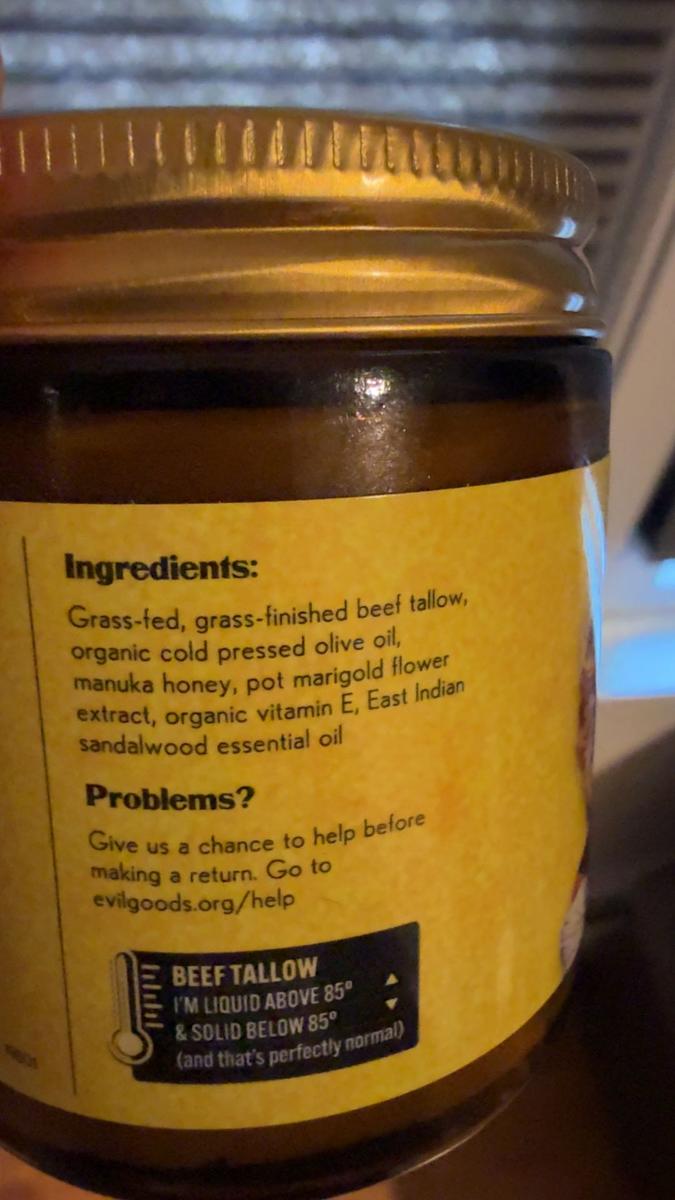 Ingredients:
Grass-fed, grass-finished beef tallow,
organic cold pressed olive oil,
manuka honey, pot marigold flower
extract, organic vitamin E, East Indian
sandalwood essential oil
Problems?
Give us a chance to help before
making a return. Go to
evilgoods.org/help
BEEF TALLOW
I'M LIQUID ABOVE 85°
& SOLID BELOW 85°
(and that's perfectly normal)